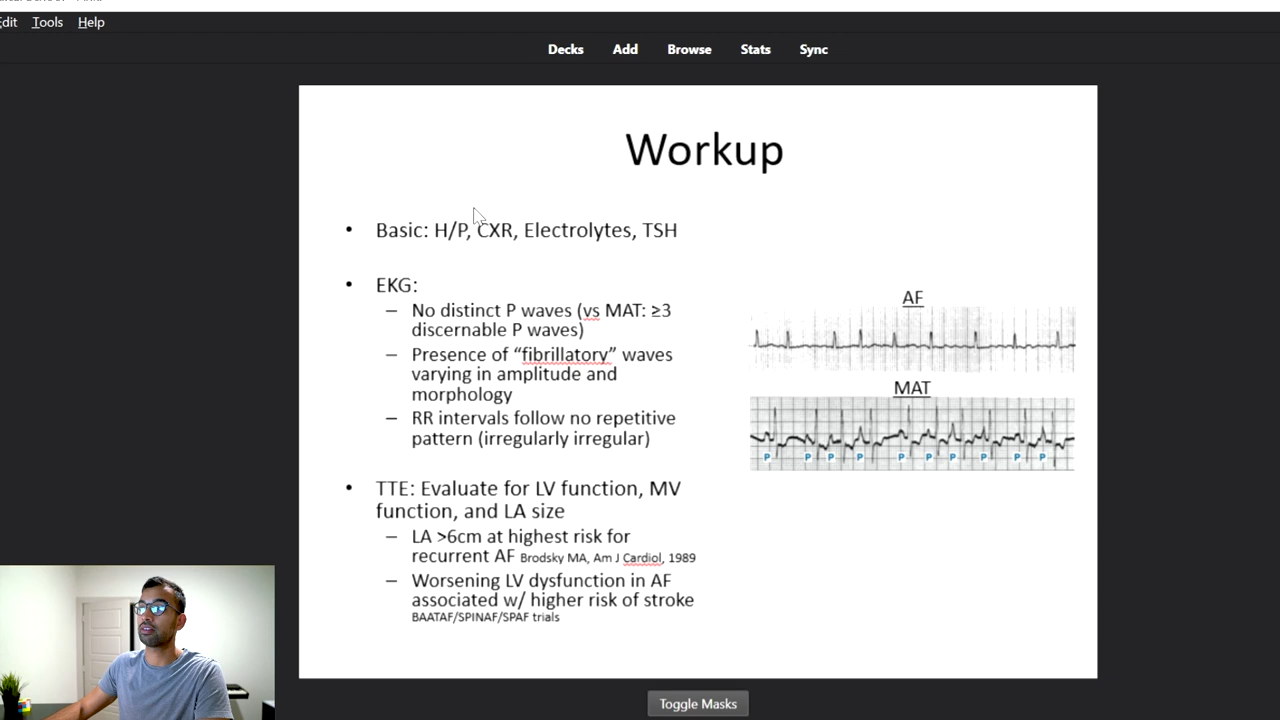 Edit Tools Help
Decks Add Browse Stats Sync
Workup
• Basic: H/P, CXR, Electrolytes, TSH
• EKG:
– No distinct P waves (vs MAT: ≥3
discernable P waves)
– Presence of “fibrillatory” waves
varying in amplitude and
morphology
– RR intervals follow no repetitive
pattern (irregularly irregular)
• TTE: Evaluate for LV function, MV
function, and LA size
– LA >6cm at highest risk for
recurrent AF Brodsky MA, Am J Cardiol, 1989
– Worsening LV dysfunction in AF
associated w/ higher risk of stroke
BAATAF/SPINAF/SPAF trials
AF
MAT
P P P P P P P P P P
Toggle Masks